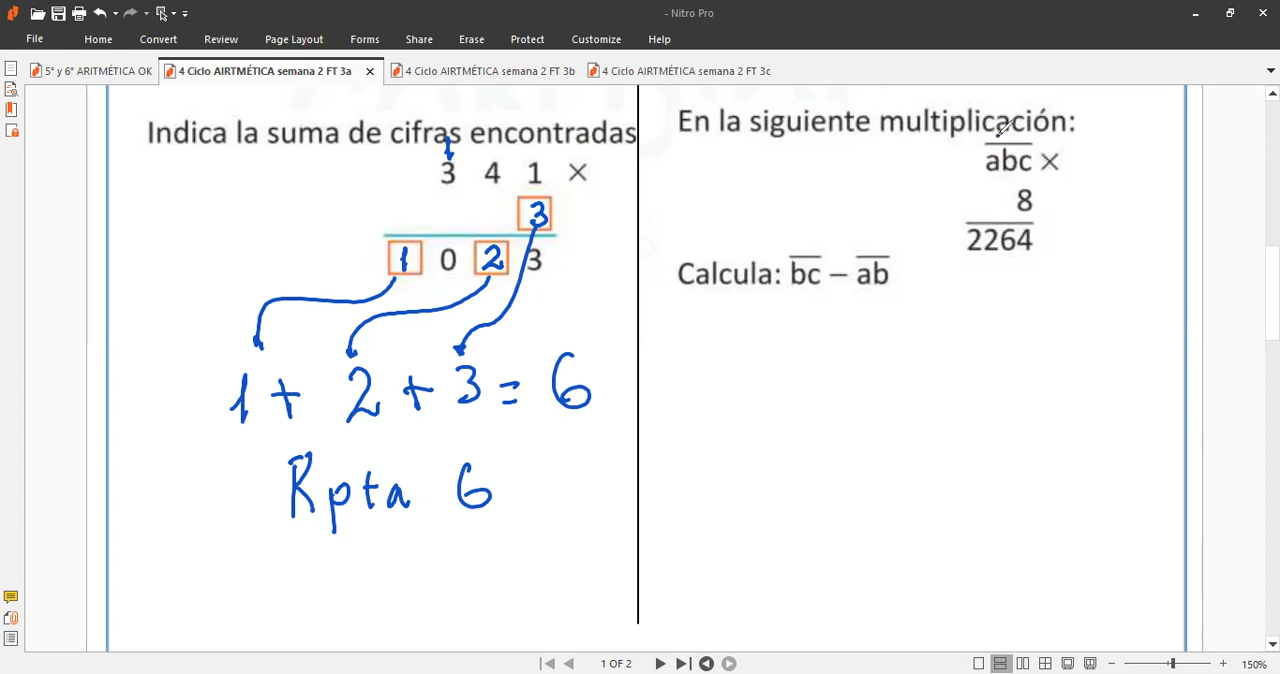 - Nitro Pro
File Home Convert Review Page Layout Forms Share Erase Protect Customize Help
5° y 6° ARITMÉTICA OK 4 Ciclo AIRTMÉTICA semana 2 FT 3a × 4 Ciclo AIRTMÉTICA semana 2 FT 3b 4 Ciclo AIRTMÉTICA semana 2 FT 3c
Indica la suma de cifras encontradas
3 4 1 ×
3
1 0 2 3
1 + 2 + 3 = 6
Rpta 6
En la siguiente multiplicación:
abc ×
8
2264
Calcula: bc – ab
1 OF 2
150%